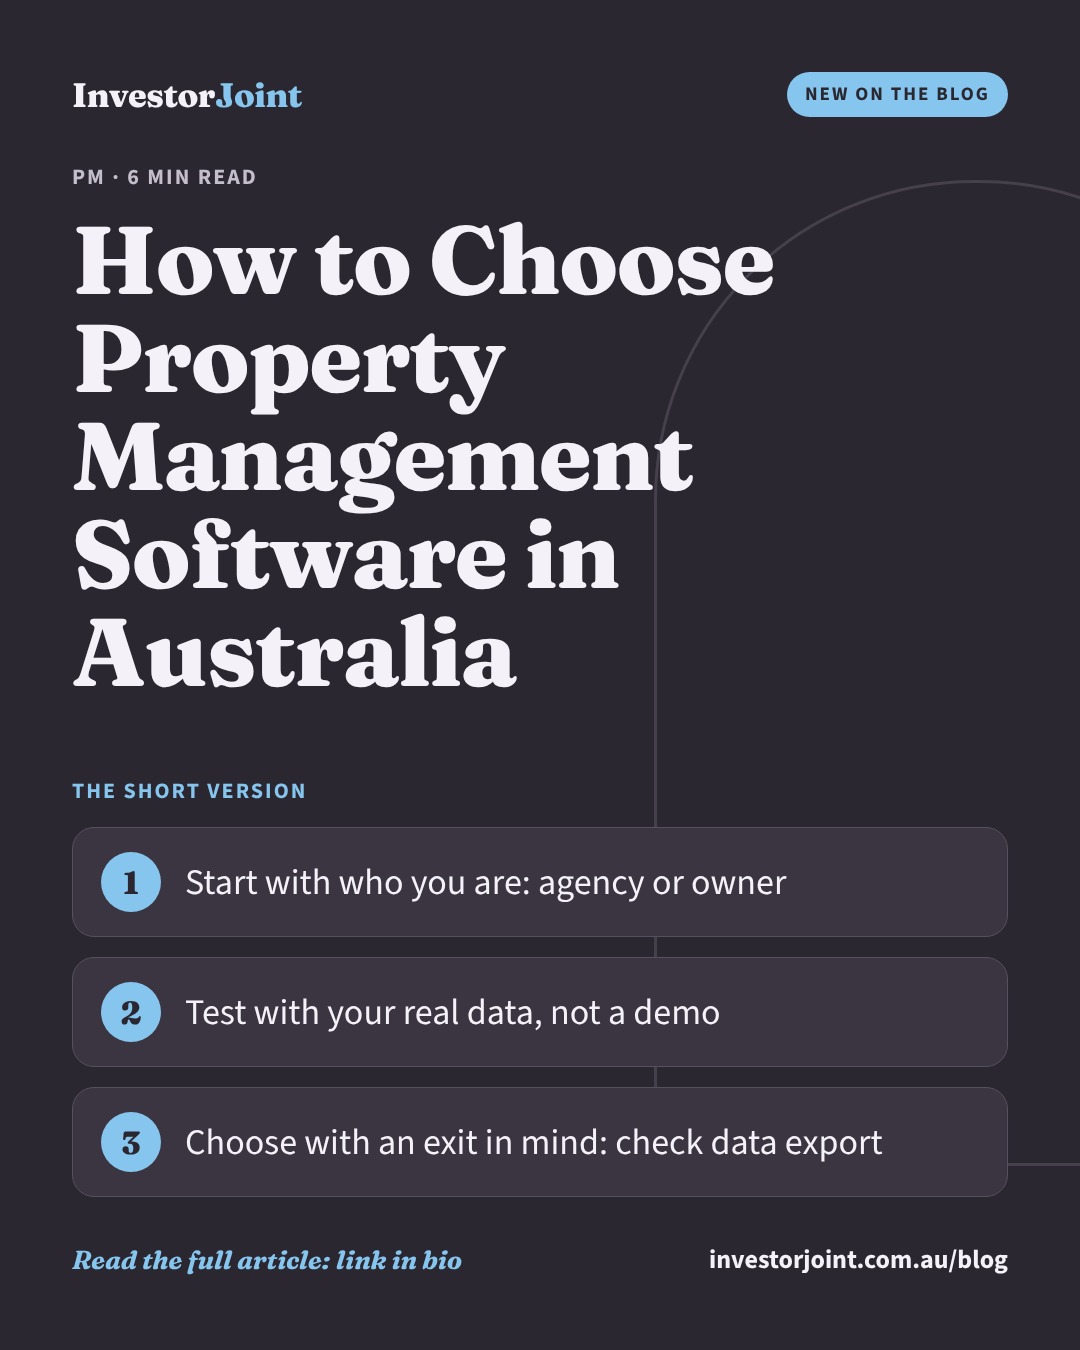 InvestorJoint
NEW ON THE BLOG
PM · 6 MIN READ
How to Choose
Property
Management
Software in
Australia
THE SHORT VERSION
1 Start with who you are: agency or owner
2 Test with your real data, not a demo
3 Choose with an exit in mind: check data export
Read the full article: link in bio
investorjoint.com.au/blog